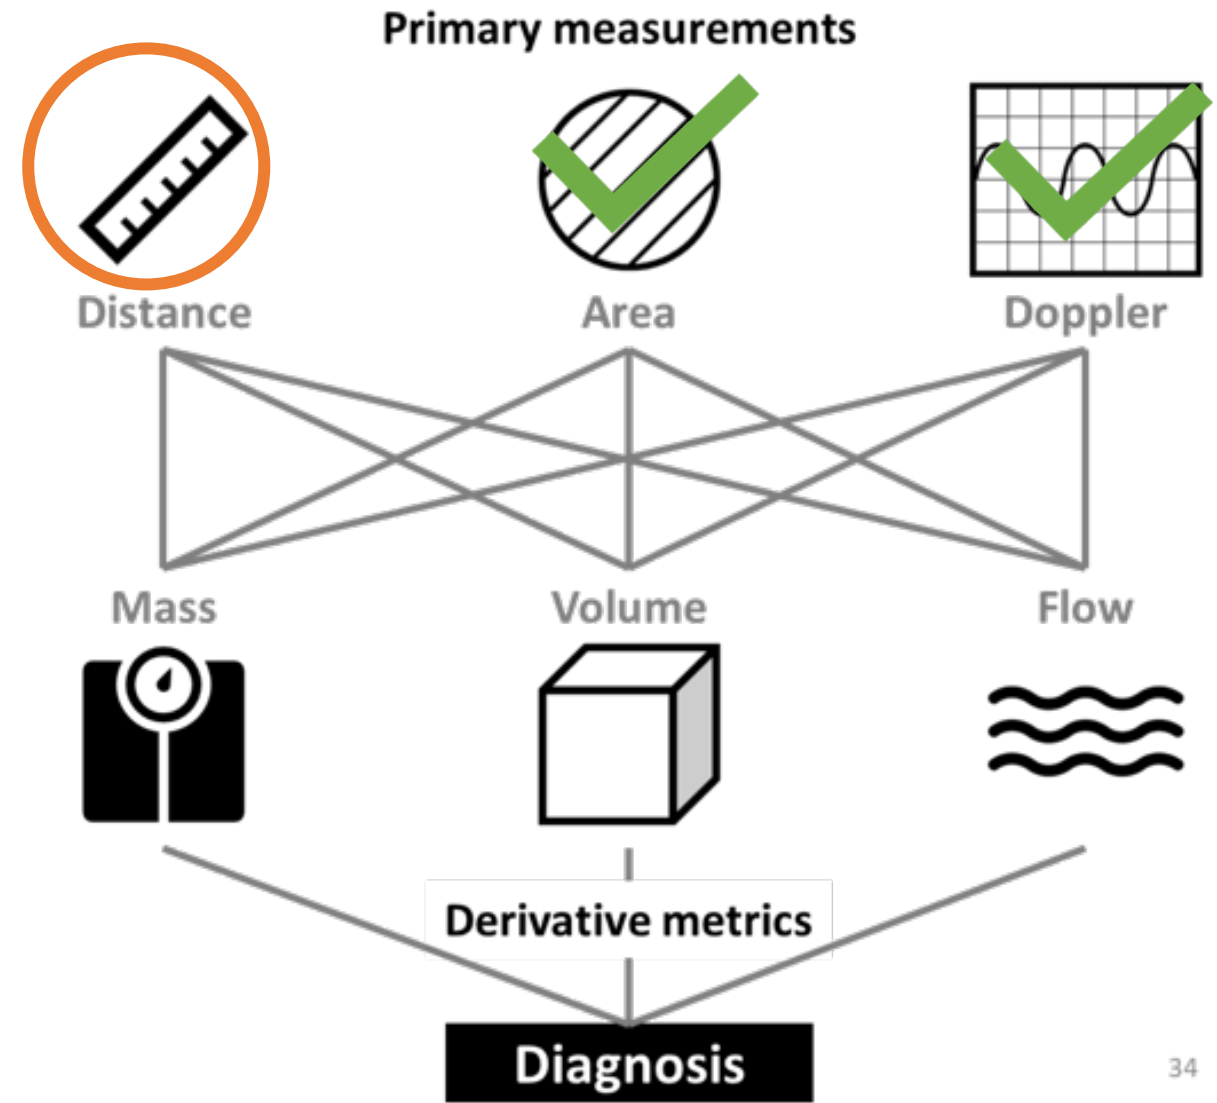 Primary measurements
Distance
Area
Doppler
Mass
Volume
Flow
Derivative metrics
Diagnosis
34